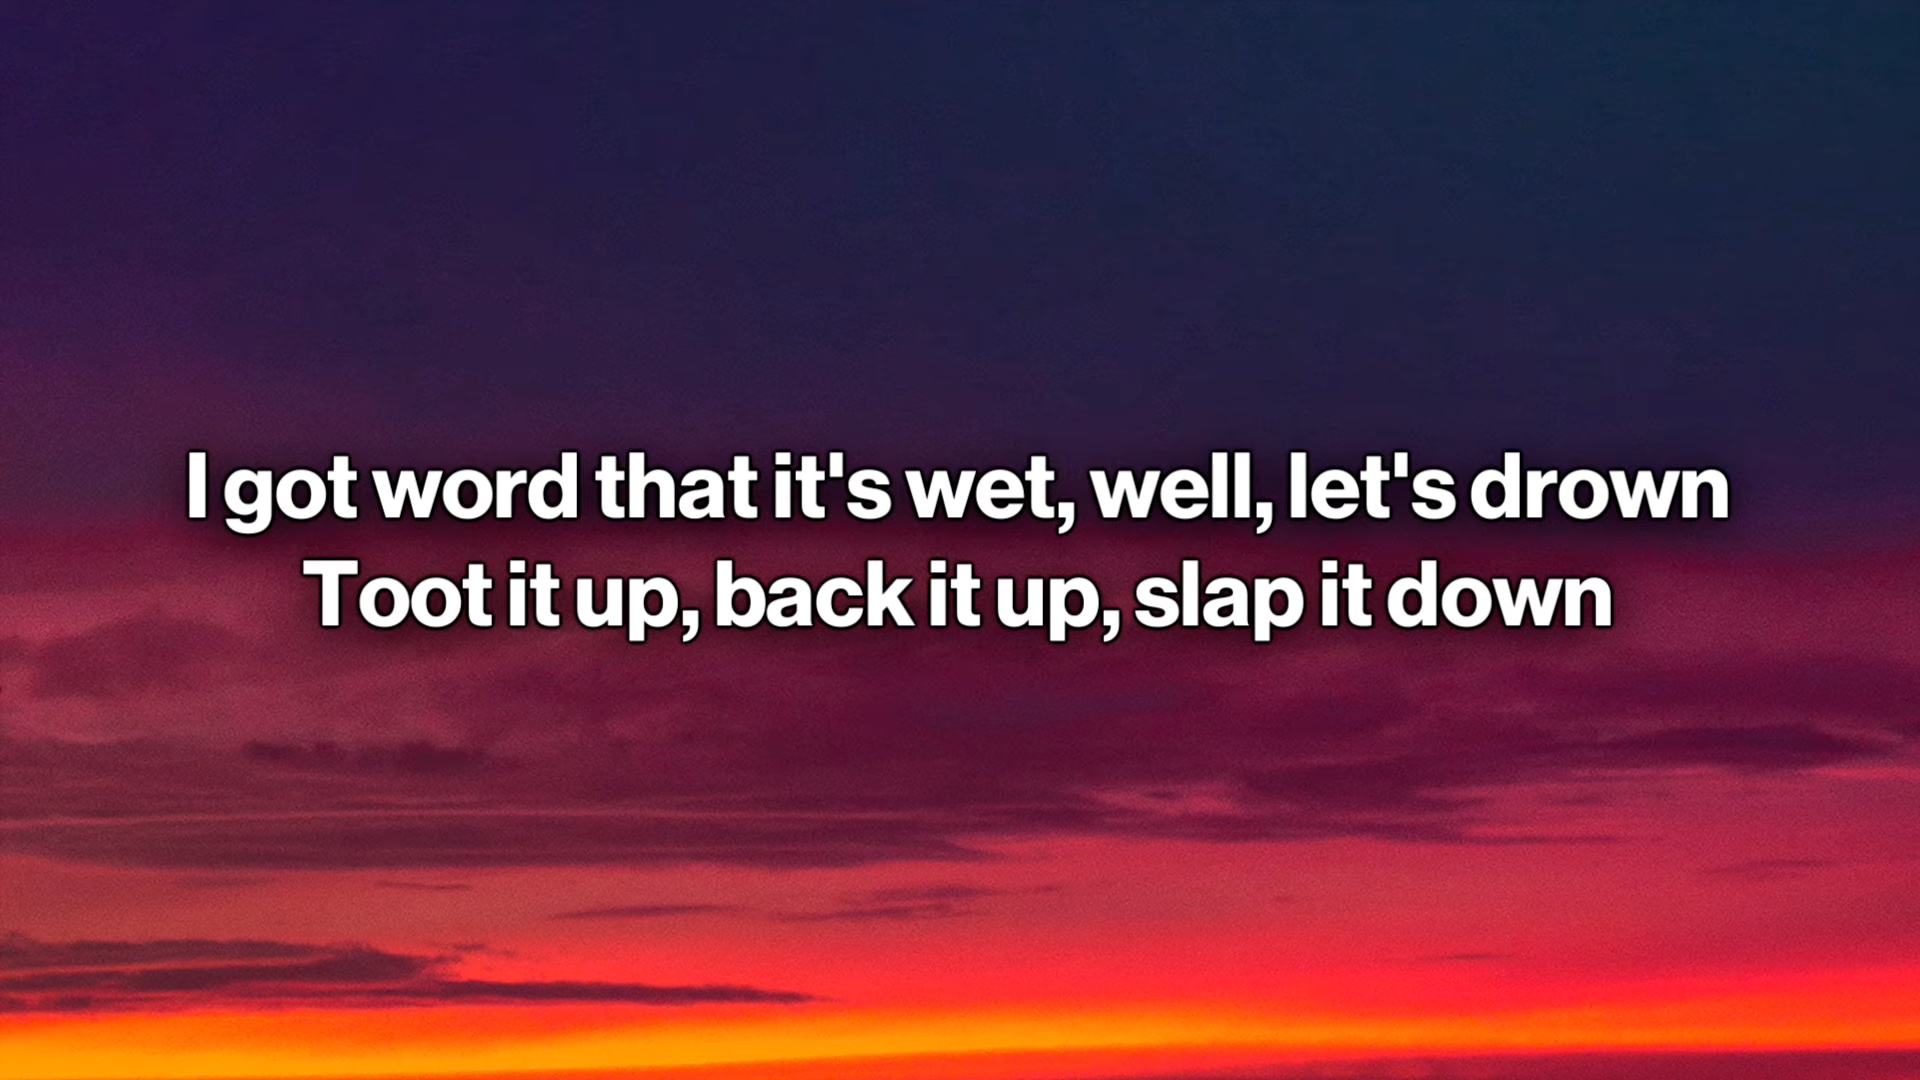 I got word that it's wet, well, let's drown
Toot it up, back it up, slap it down